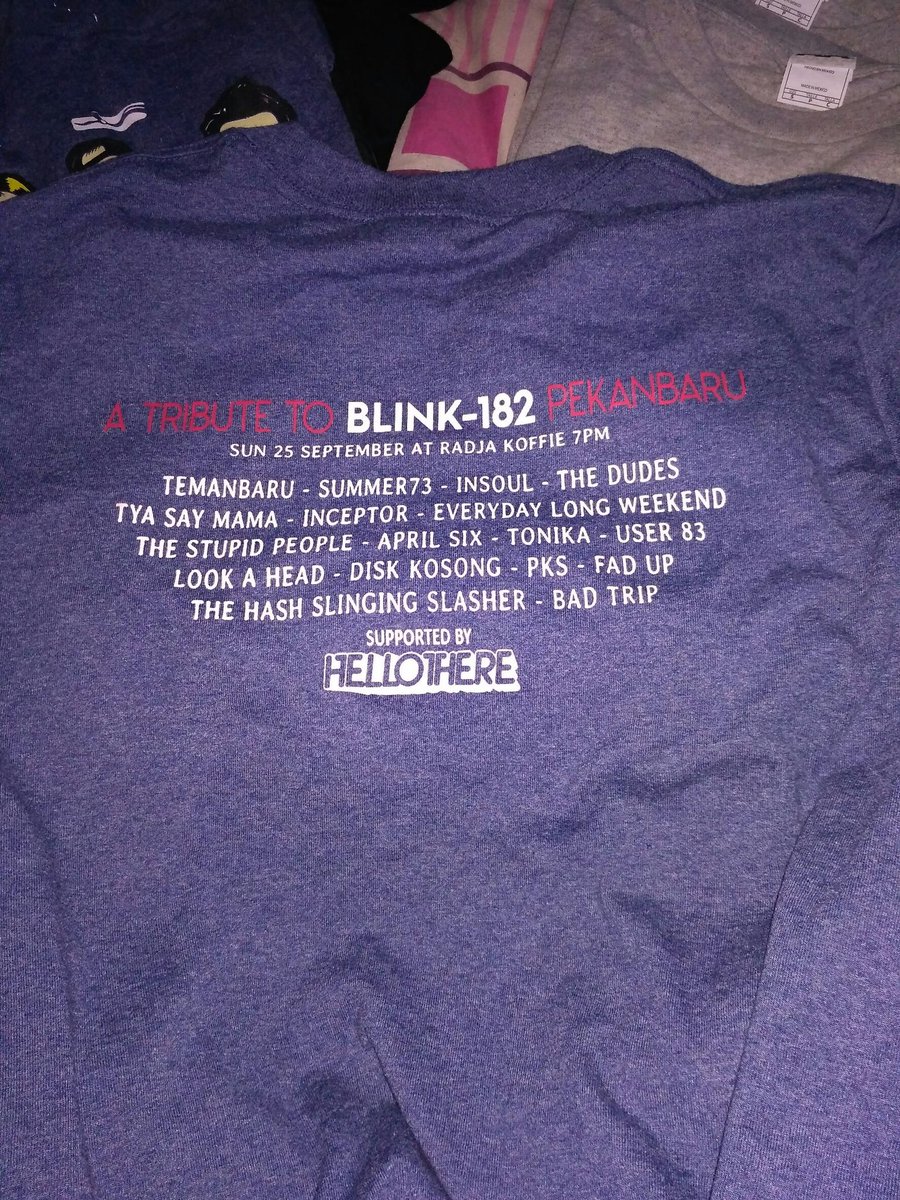 A TRIBUTE TO BLINK-182 PEKANBARU
SUN 25 SEPTEMBER AT RADJA KOFFIE 7PM
TEMANBARU - SUMMER73 - INSOUL - THE DUDES
TYA SAY MAMA - INCEPTOR - EVERYDAY LONG WEEKEND
THE STUPID PEOPLE - APRIL SIX - TONIKA - USER 83
LOOK A HEAD - DISK KOSONG - PKS - FAD UP
THE HASH SLINGING SLASHER - BAD TRIP
SUPPORTED BY
HELLOTHERE